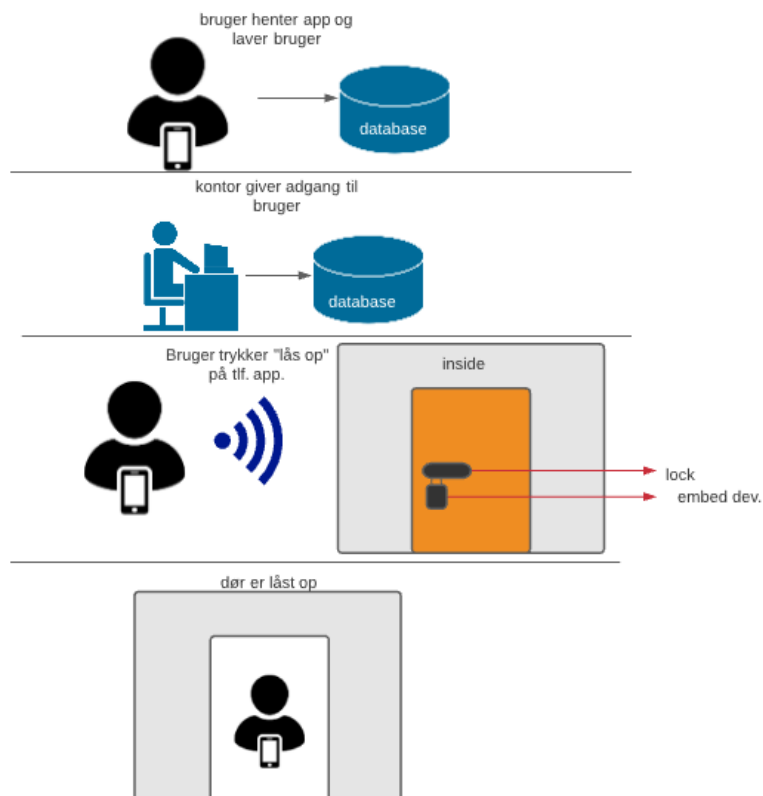 bruger henter app og
laver bruger
database
kontor giver adgang til
bruger
database
Bruger trykker "lås op"
på tlf. app.
inside
lock
embed dev.
dør er låst op